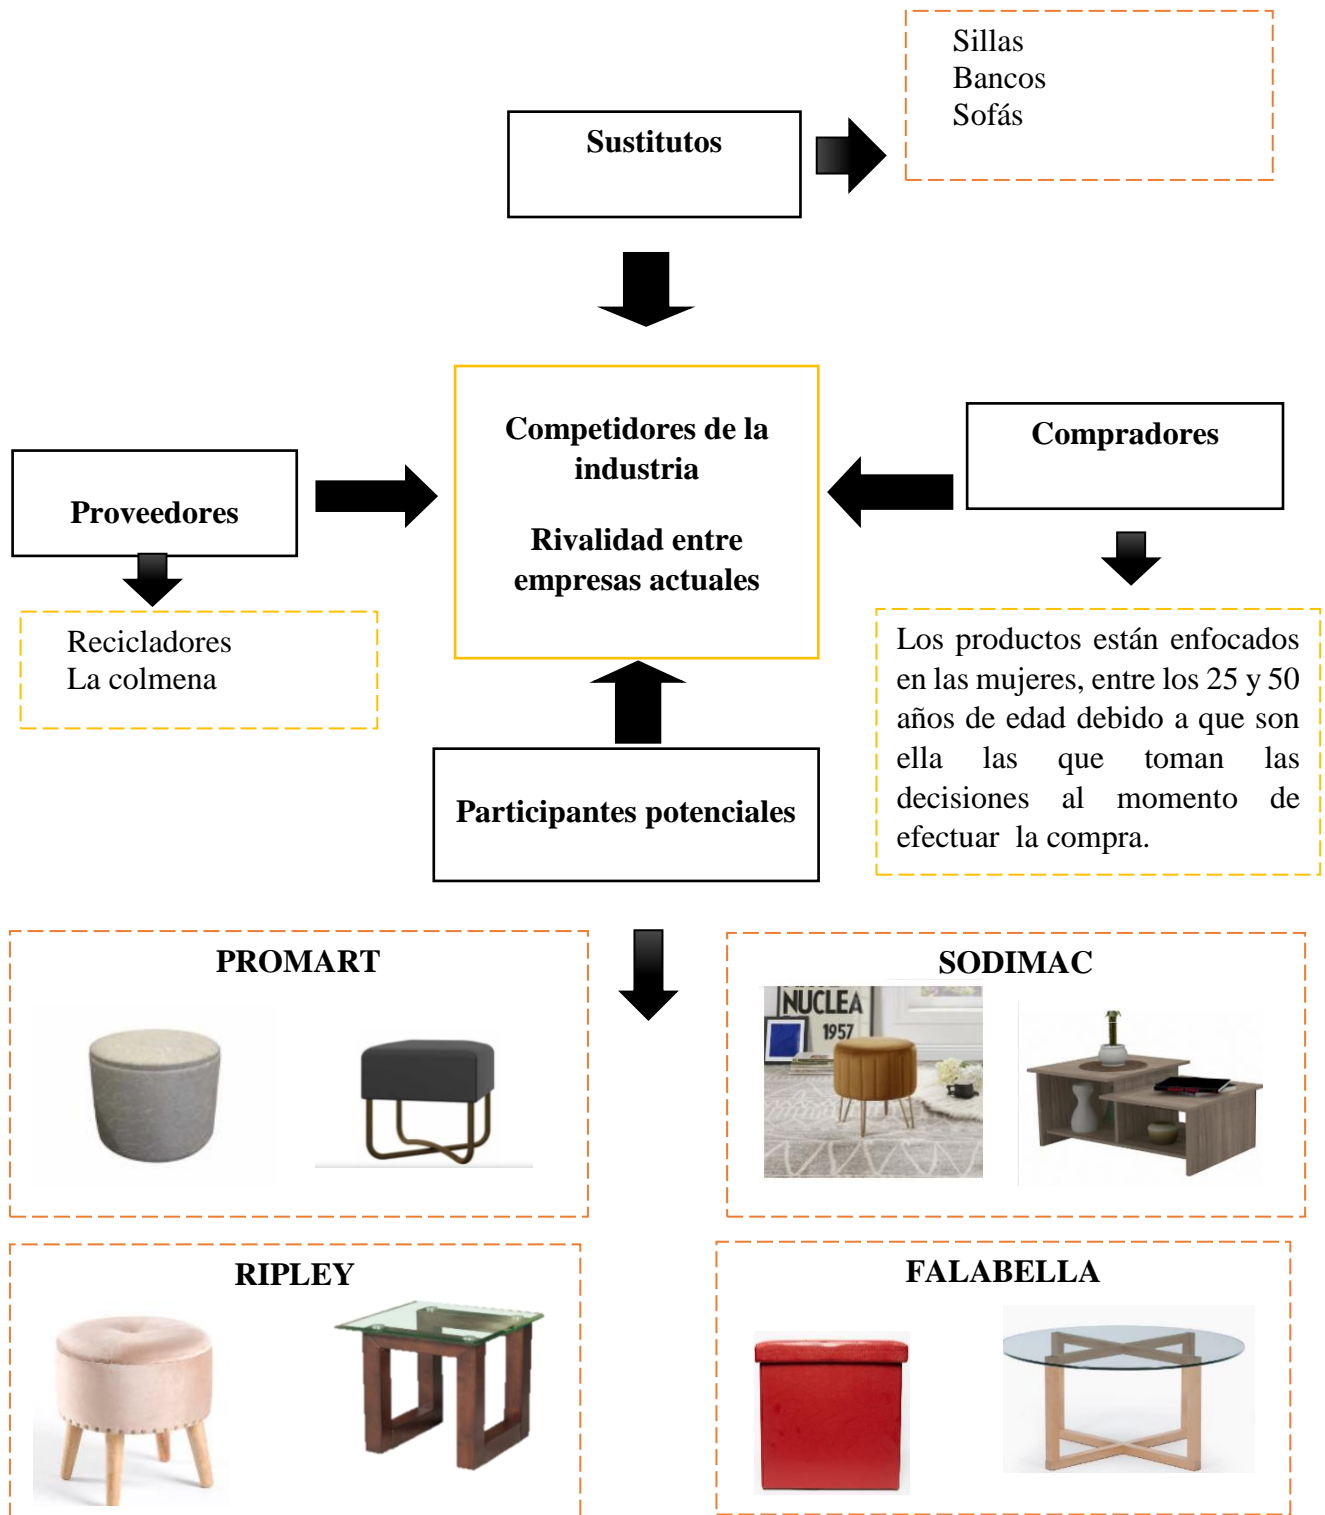 Sillas
Bancos
Sofás
Sustitutos
Competidores de la
industria
Rivalidad entre
empresas actuales
Compradores
Proveedores
Recicladores
La colmena
Los productos están enfocados
en las mujeres, entre los 25 y 50
años de edad debido a que son
ella las que toman las
decisiones al momento de
efectuar la compra.
Participantes potenciales
PROMART
SODIMAC
NUCLEA
1957
RIPLEY
FALABELLA